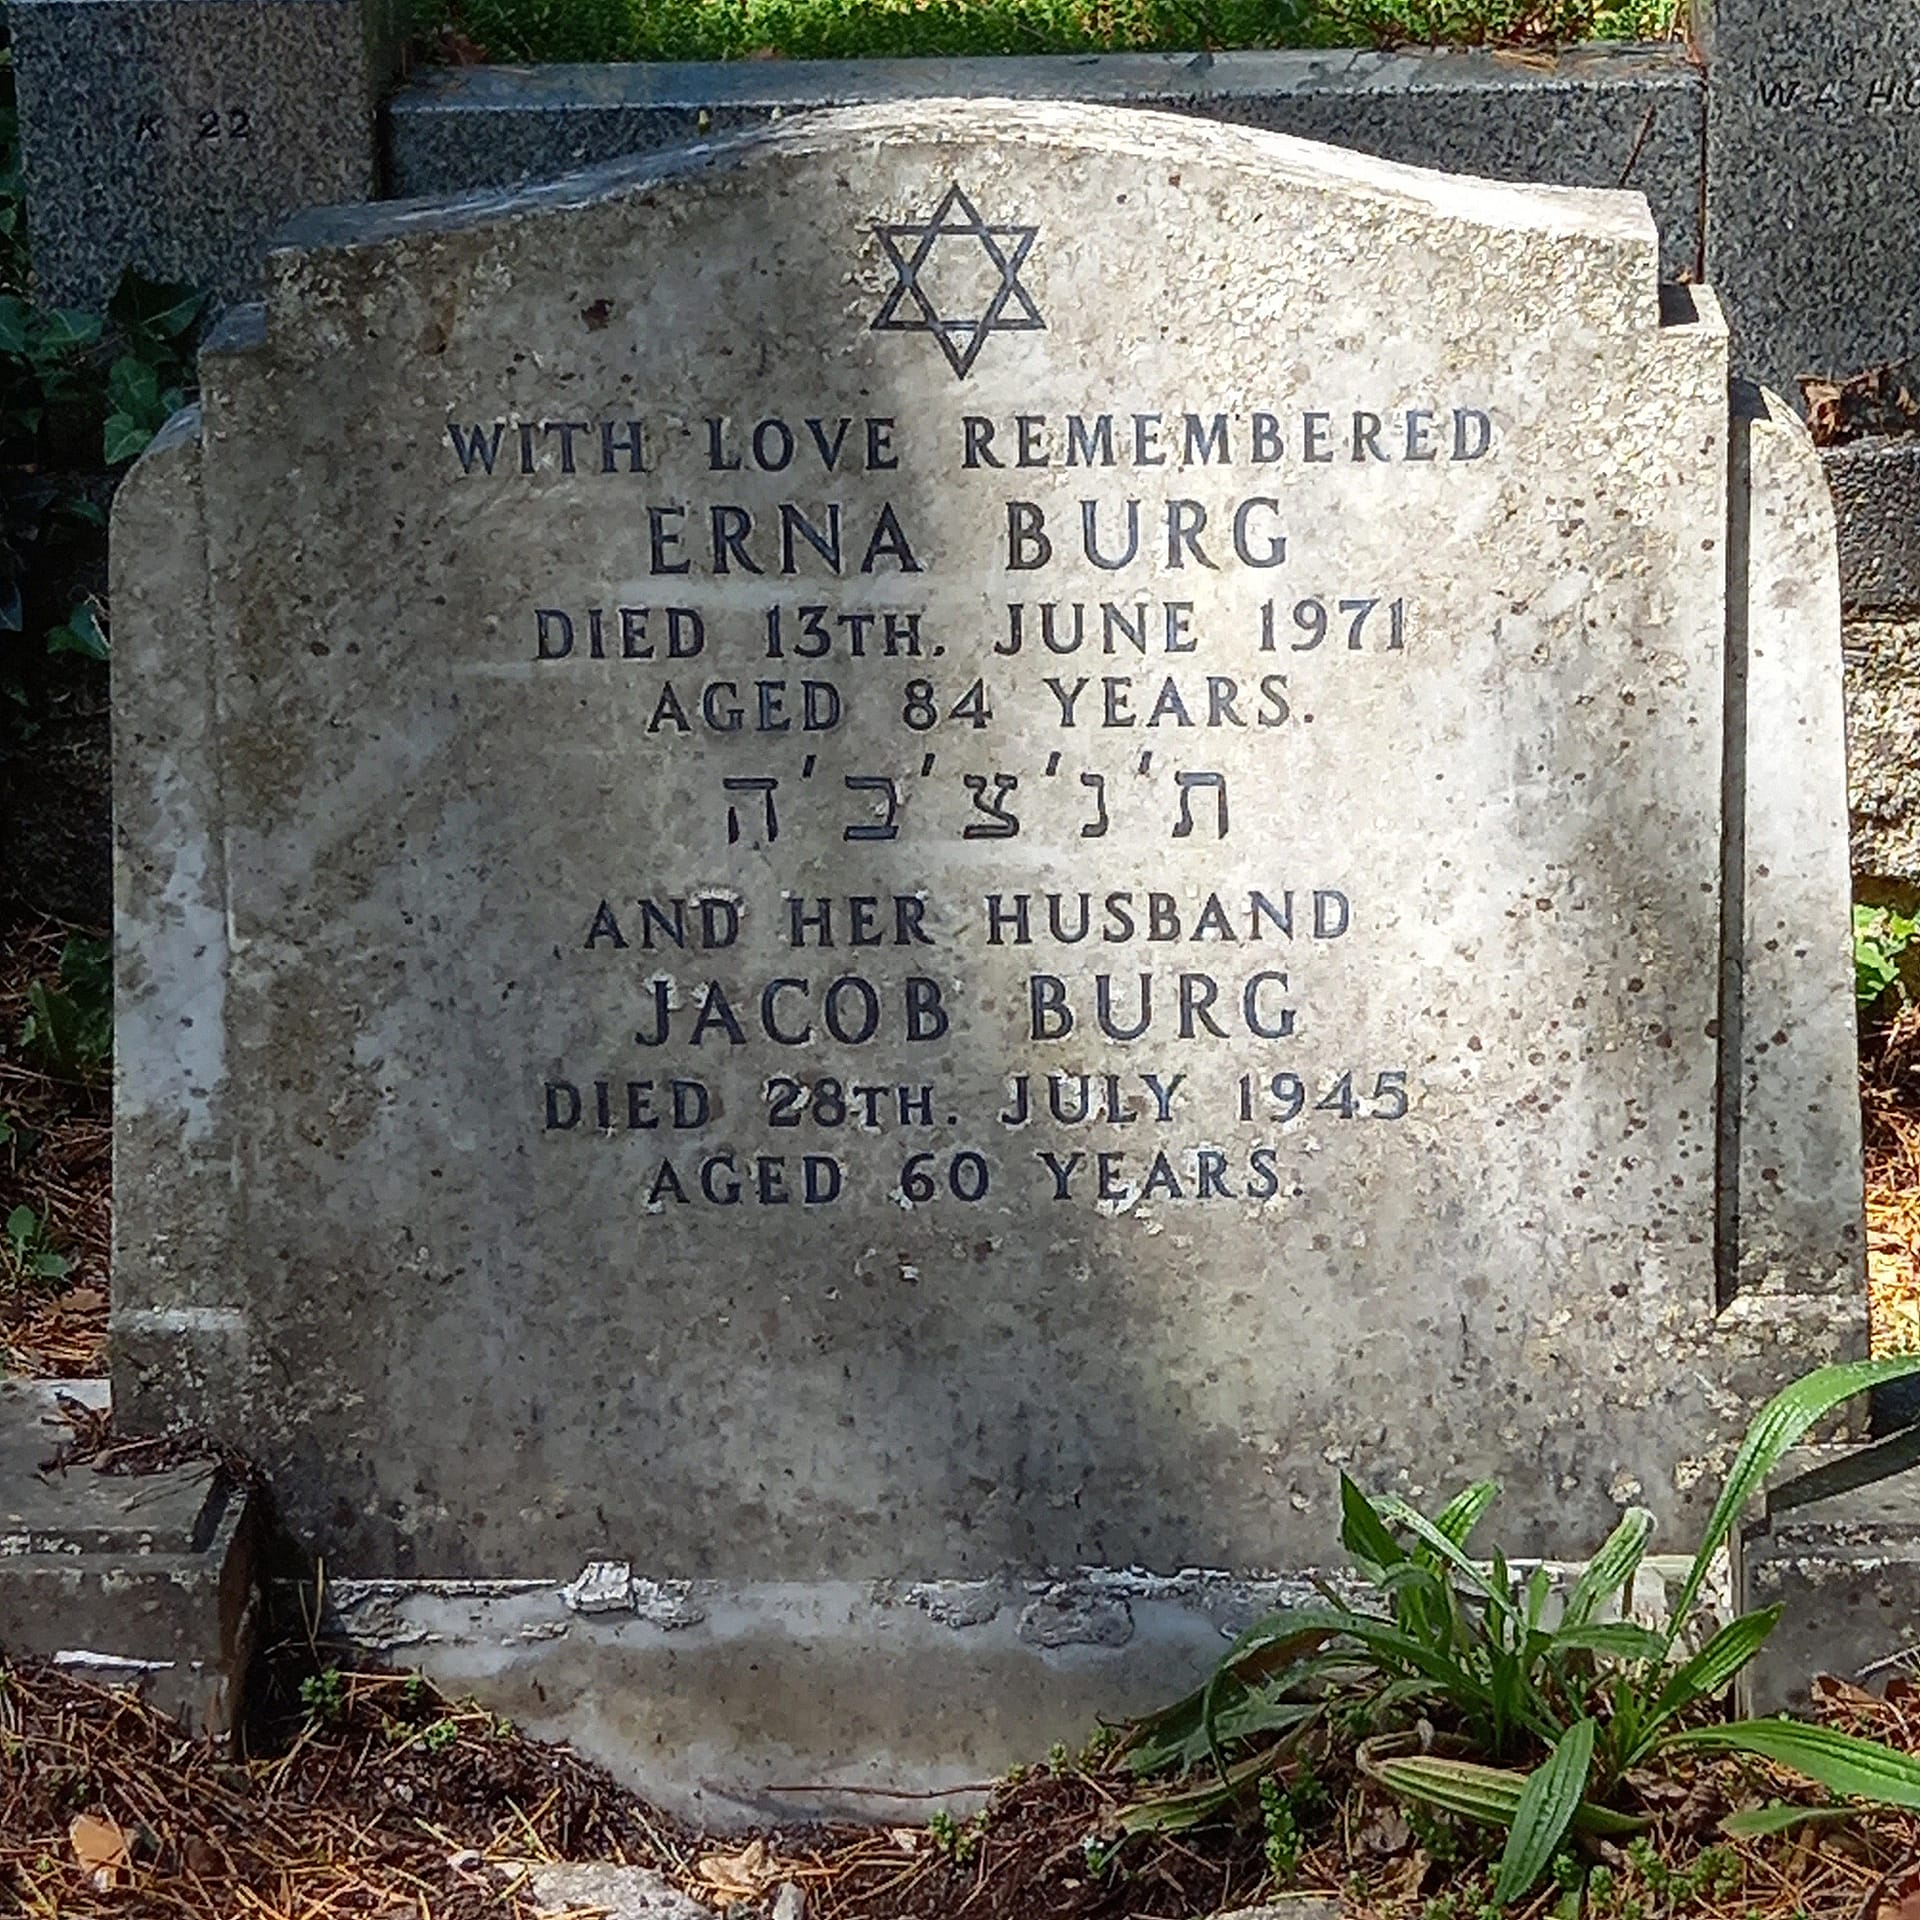 K 22
WITH LOVE REMEMBERED
ERNA BURG
DIED 13TH. JUNE 1971
AGED 84 YEARS.
ת'נ'צ'ב'ה
AND HER HUSBAND
JACOB BURG
DIED 28TH. JULY 1945
AGED 60 YEARS.